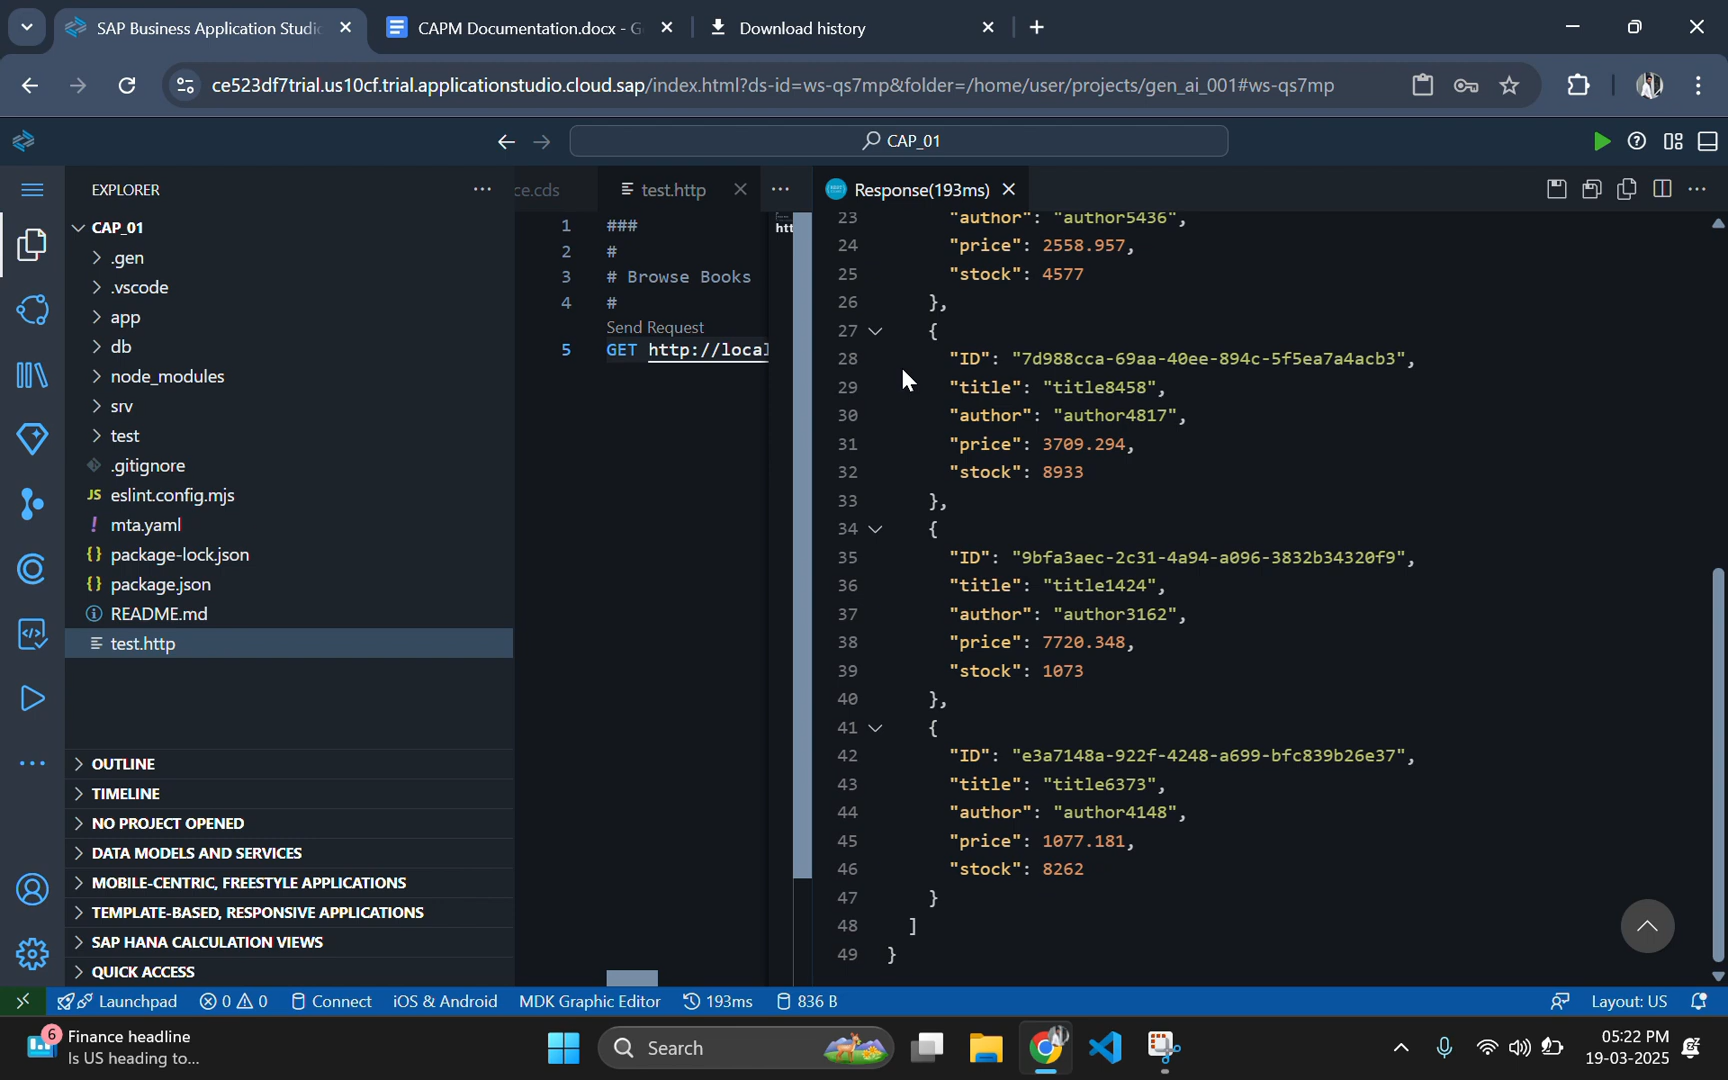 SAP Business Application Studi
CAPM Documentation.docx - G
Download history
ce523df7trial.us10cf.trial.applicationstudio.cloud.sap/index.html?ds-id=ws-qs7mp&folder=/home/user/projects/gen_ai_001#ws-qs7mp
CAP_01
EXPLORER
CAP_01
.gen
.vscode
app
db
node_modules
srv
test
.gitignore
JS eslint.config.mjs
! mta.yaml
{} package-lock.json
{} package.json
README.md
test.http
OUTLINE
TIMELINE
NO PROJECT OPENED
DATA MODELS AND SERVICES
MOBILE-CENTRIC, FREESTYLE APPLICATIONS
TEMPLATE-BASED, RESPONSIVE APPLICATIONS
SAP HANA CALCULATION VIEWS
QUICK ACCESS
ce.cds
test.http
1 ###
2 #
3 # Browse Books
4 #
Send Request
5 GET http://local
htt
Response(193ms)
23 "author": "author5436",
24 "price": 2558.957,
25 "stock": 4577
26 },
27 {
28 "ID": "7d988cca-69aa-40ee-894c-5f5ea7a4acb3",
29 "title": "title8458",
30 "author": "author4817",
31 "price": 3709.294,
32 "stock": 8933
33 },
34 {
35 "ID": "9bfa3aec-2c31-4a94-a096-3832b34320f9",
36 "title": "title1424",
37 "author": "author3162",
38 "price": 7720.348,
39 "stock": 1073
40 },
41 {
42 "ID": "e3a7148a-922f-4248-a699-bfc839b26e37",
43 "title": "title6373",
44 "author": "author4148",
45 "price": 1077.181,
46 "stock": 8262
47 }
48 ]
49 }
Launchpad 0 0 Connect iOS & Android MDK Graphic Editor 193ms 836 B Layout: US
6 Finance headline
Is US heading to...
Search
05:22 PM
19-03-2025